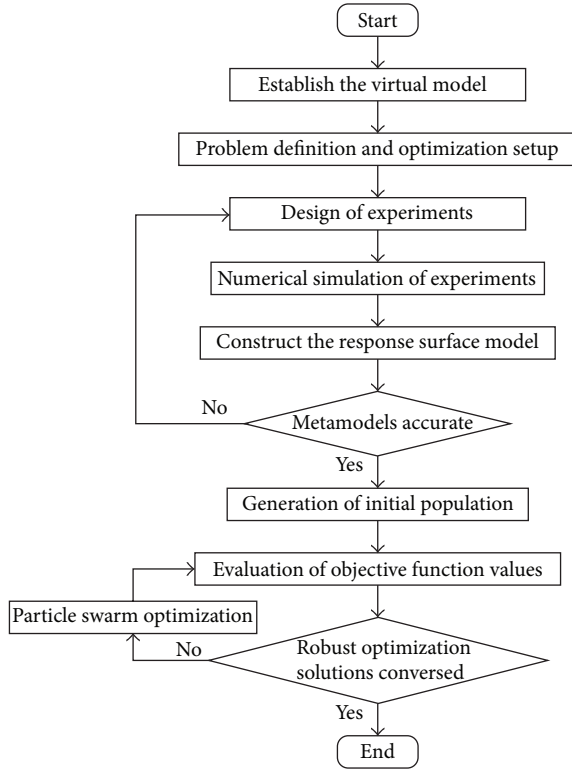 Start
Establish the virtual model
Problem definition and optimization setup
Design of experiments
Numerical simulation of experiments
Construct the response surface model
No
Metamodels accurate
Yes
Generation of initial population
Evaluation of objective function values
Particle swarm optimization
No
Robust optimization
solutions conversed
Yes
End